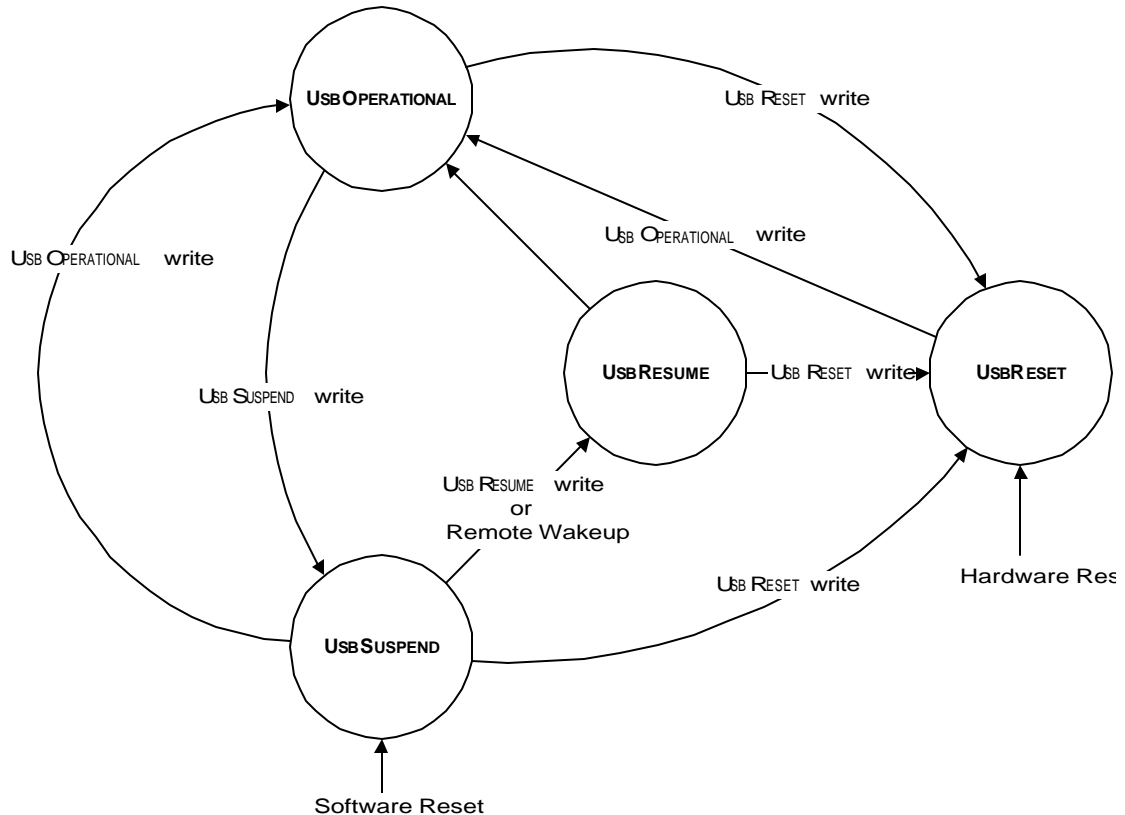 USBOPERATIONAL
USB RESET write
USB OPERATIONAL write
USB OPERATIONAL write
USBRESUME
USB RESET write
USBRESET
USB SUSPEND write
USB RESUME write
or
Remote Wakeup
USB RESET write
Hardware Res
USBSUSPEND
Software Reset